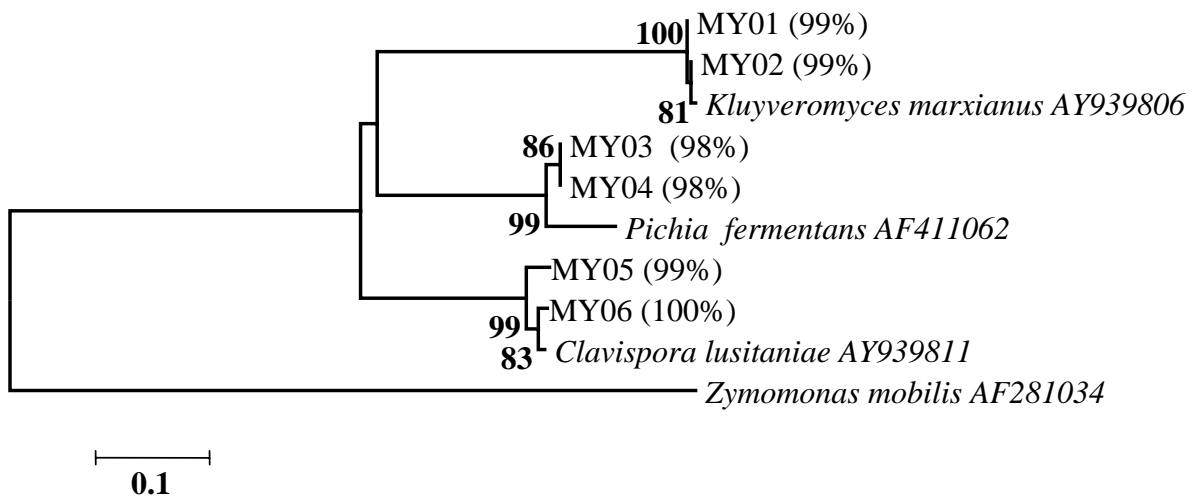 100
MY01 (99%)
MY02 (99%)
81
Kluyveromyces marxianus AY939806
86
MY03 (98%)
MY04 (98%)
99
Pichia fermentans AF411062
MY05 (99%)
MY06 (100%)
99
83
Clavispora lusitaniae AY939811
Zymomonas mobilis AF281034
0.1